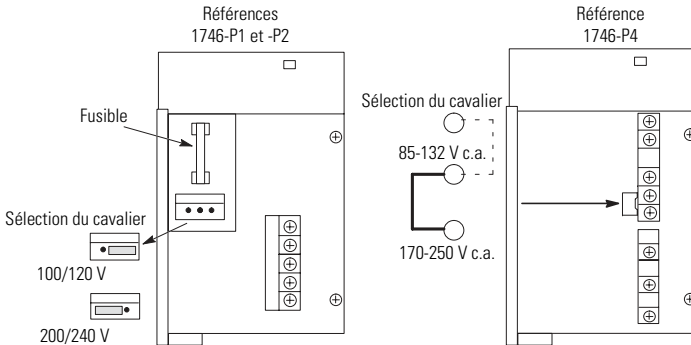 Références
1746-P1 et -P2
Fusible
Sélection du cavalier
100/120 V
200/240 V
Référence
1746-P4
Sélection du cavalier
85-132 V c.a.
170-250 V c.a.